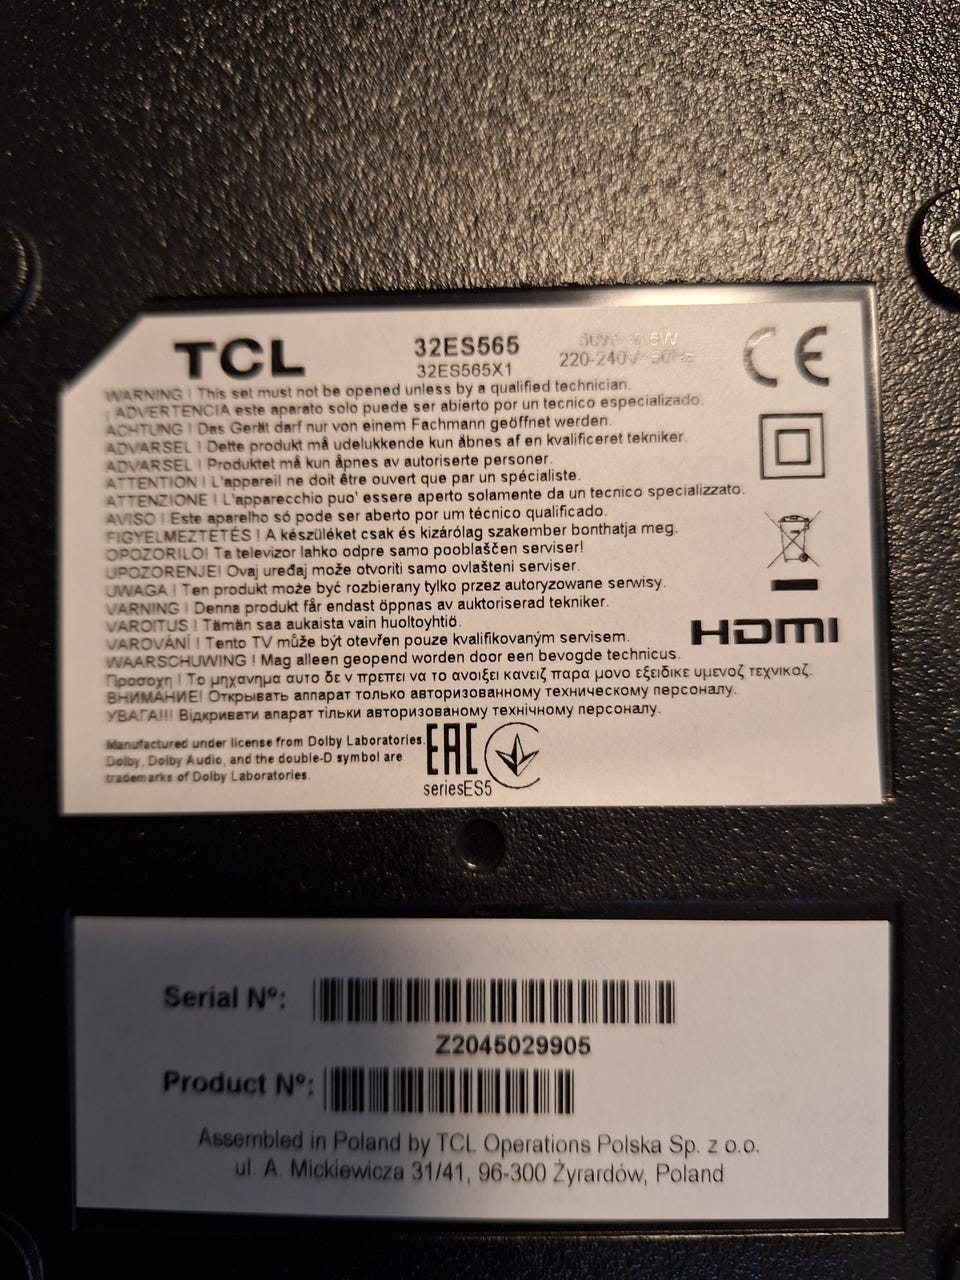 TCL
32ES565
32ES565X1
220-240V~50Hz
CE
WARNING ! This set must not be opened unless by a qualified technician.
¡ ADVERTENCIA este aparato solo puede ser abierto por un tecnico especializado.
ACHTUNG ! Das Gerät darf nur von einem Fachmann geöffnet werden.
ADVARSEL ! Dette produkt må udelukkende kun åbnes af en kvalificeret tekniker.
ADVARSEL ! Produktet må kun åpnes av autoriserte personer.
ATTENTION ! L'appareil ne doit être ouvert que par un spécialiste.
ATTENZIONE ! L'apparecchio puo' essere aperto solamente da un tecnico specializzato.
AVISO ! Este aparelho só pode ser aberto por um técnico qualificado.
FIGYELMEZTETÉS ! A készüléket csak és kizárólag szakember bonthatja meg.
OPOZORILO! Ta televizor lahko odpre samo pooblaščen serviser!
UPOZORENJE! Ovaj uređaj može otvoriti samo ovlašteni serviser.
UWAGA ! Ten produkt może być rozbierany tylko przez autoryzowane serwisy.
VARNING ! Denna produkt får endast öppnas av auktoriserad tekniker.
VAROITUS ! Tämän saa aukaista vain huoltoyhtiö.
VAROVÁNÍ ! Tento TV může být otevřen pouze kvalifikovaným servisem.
WAARSCHUWING ! Mag alleen geopend worden door een bevogde technicus.
Προσοχη ! Το μηχανημα αυτο δε ν πρεπει να το ανοιξει κανειζ παρα μονο εξειδικε υμενοζ τεχνικοζ.
ВНИМАНИЕ! Открывать аппарат только авторизованному техническому персоналу.
УВАГА!!! Відкривати апарат тільки авторизованому технічному персоналу.
HDMI
Manufactured under license from Dolby Laboratories.
Dolby, Dolby Audio, and the double-D symbol are
trademarks of Dolby Laboratories.
EAC
seriesES5
Serial Nº:
Z2045029905
Product Nº:
Assembled in Poland by TCL Operations Polska Sp. z o.o.
ul. A. Mickiewicza 31/41, 96-300 Żyrardów, Poland